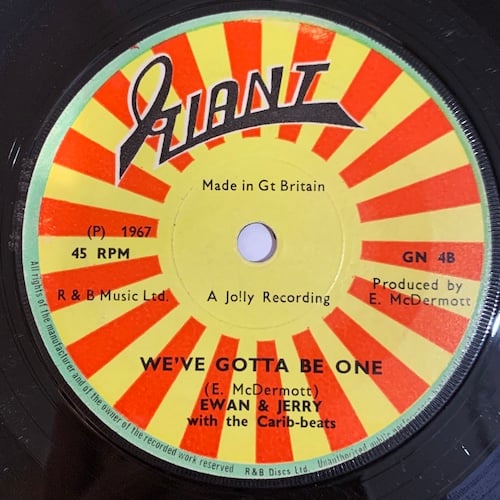 GIANT
Made in Gt Britain
(P) 1967
45 RPM
GN 4B
R & B Music Ltd.
A Jo!ly Recording
Produced by
E. McDermott
WE'VE GOTTA BE ONE
(E. McDermott)
EWAN & JERRY
with the Carib-beats
All rights of the manufacturer and of the owner of the recorded work reserved
R&B Discs Ltd.
Unauthorised public